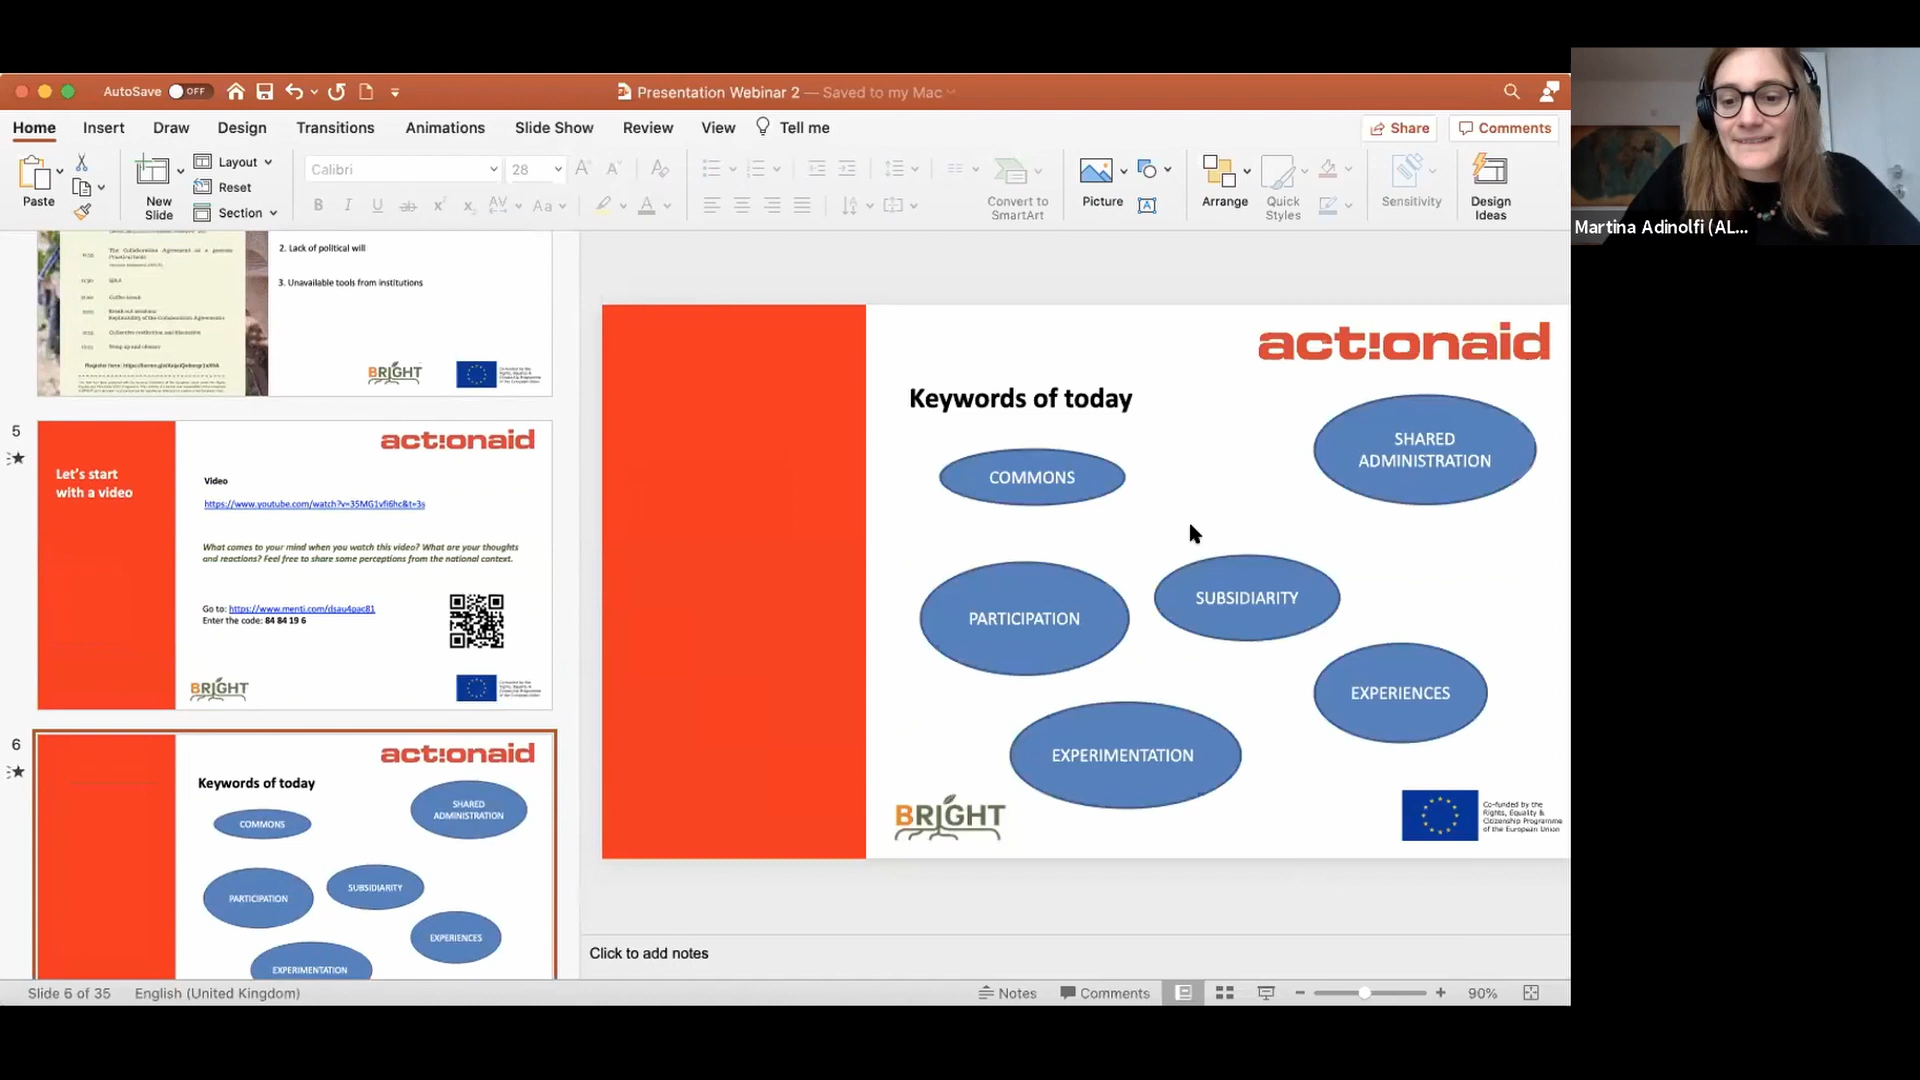 AutoSave OFF
Presentation Webinar 2 — Saved to my Mac
Home Insert Draw Design Transitions Animations Slide Show Review View Tell me
Share Comments
Paste
New Slide
Layout
Reset
Section
Calibri
28
Convert to SmartArt
Picture
Arrange
Quick Styles
Sensitivity
Design Ideas
Martina Adinolfi (AL...
2. Lack of political will
3. Unavailable tools from institutions
BRIGHT
5
Let's start
with a video
act!onaid
Video
https://www.youtube.com/watch?v=35MG1vfi6hc&t=3s
What comes to your mind when you watch this video? What are your thoughts
and reactions? Feel free to share some perceptions from the national context.
Go to: https://www.menti.com/dsau4pac81
Enter the code: 84 84 19 6
BRIGHT
6
act!onaid
Keywords of today
SHARED
ADMINISTRATION
COMMONS
SUBSIDIARITY
PARTICIPATION
EXPERIENCES
EXPERIMENTATION
act!onaid
Keywords of today
SHARED
ADMINISTRATION
COMMONS
SUBSIDIARITY
PARTICIPATION
EXPERIENCES
EXPERIMENTATION
BRIGHT
Co-funded by the
Rights, Equality &
Citizenship Programme
of the European Union
Click to add notes
Slide 6 of 35 English (United Kingdom)
Notes Comments 90%